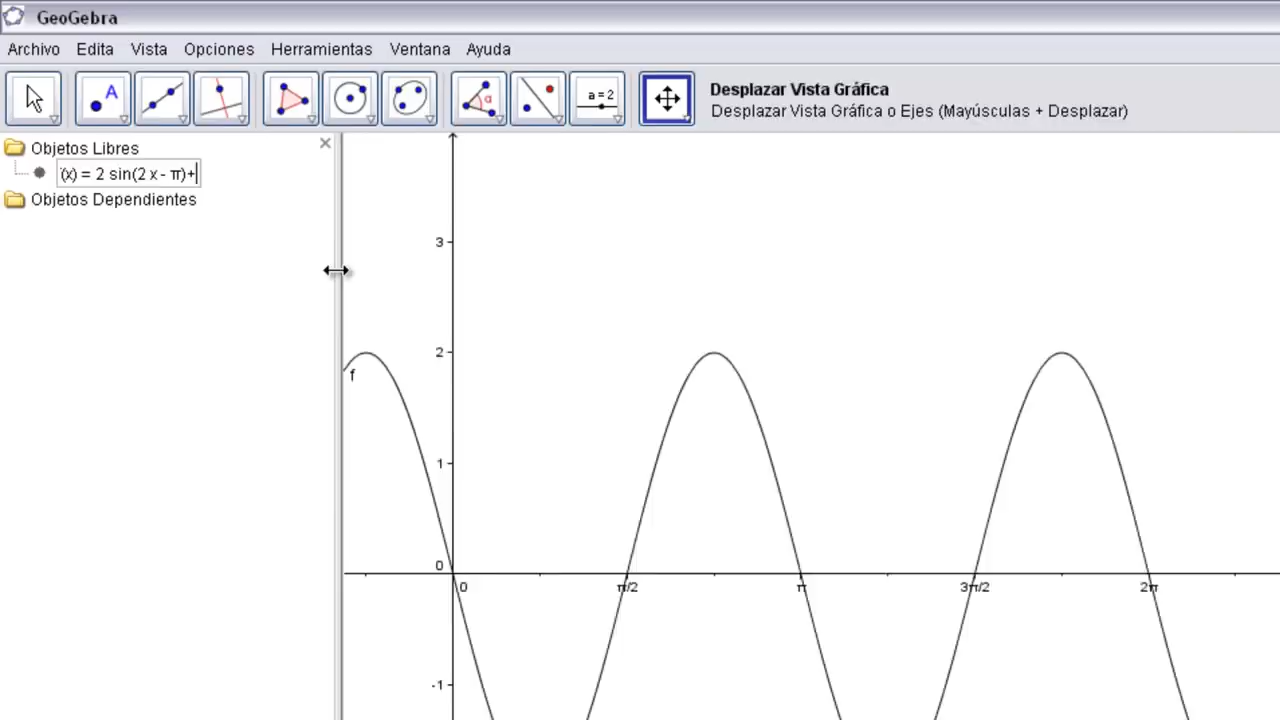 GeoGebra
Archivo Edita Vista Opciones Herramientas Ventana Ayuda
A
α
a = 2
Desplazar Vista Gráfica
Desplazar Vista Gráfica o Ejes (Mayúsculas + Desplazar)
Objetos Libres
(x) = 2 sin(2 x - π)+
Objetos Dependientes
3
2
f
1
0
0 π/2 π 3π/2 2π
-1